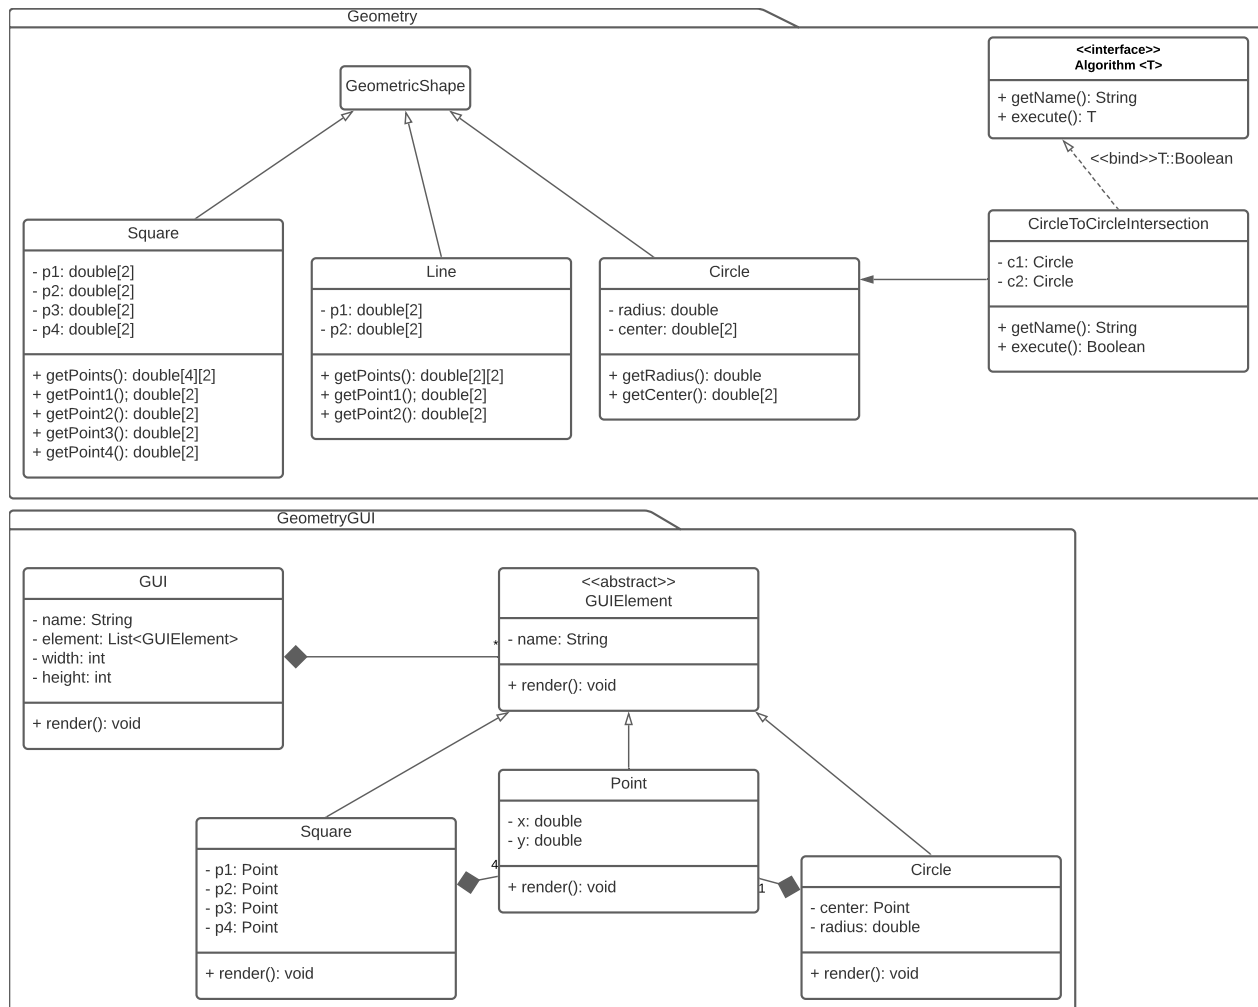 Geometry
GeometricShape
<<interface>>
Algorithm <T>
+ getName(): String
+ execute(): T
<<bind>>T::Boolean
Square
- p1: double[2]
- p2: double[2]
- p3: double[2]
- p4: double[2]
+ getPoints(): double[4][2]
+ getPoint1(); double[2]
+ getPoint2(): double[2]
+ getPoint3(): double[2]
+ getPoint4(): double[2]
Line
- p1: double[2]
- p2: double[2]
+ getPoints(): double[2][2]
+ getPoint1(); double[2]
+ getPoint2(): double[2]
Circle
- radius: double
- center: double[2]
+ getRadius(): double
+ getCenter(): double[2]
CircleToCircleIntersection
- c1: Circle
- c2: Circle
+ getName(): String
+ execute(): Boolean
GeometryGUI
GUI
- name: String
- element: List<GUIElement>
- width: int
- height: int
+ render(): void
*
<<abstract>>
GUIElement
- name: String
+ render(): void
Square
- p1: Point
- p2: Point
- p3: Point
- p4: Point
+ render(): void
4
Point
- x: double
- y: double
+ render(): void
1
Circle
- center: Point
- radius: double
+ render(): void